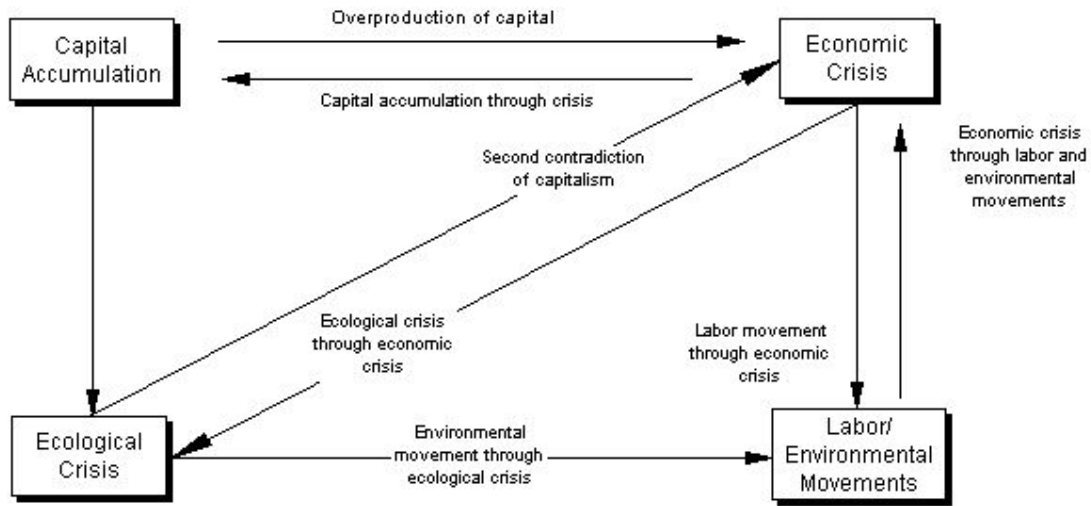 Overproduction of capital
Capital
Accumulation
Economic
Crisis
Capital accumulation through crisis
Economic crisis
through labor and
environmental
movements
Second contradiction
of capitalism
Ecological crisis
through economic
crisis
Labor movement
through economic
crisis
Ecological
Crisis
Environmental
movement through
ecological crisis
Labor/
Environmental
Movements